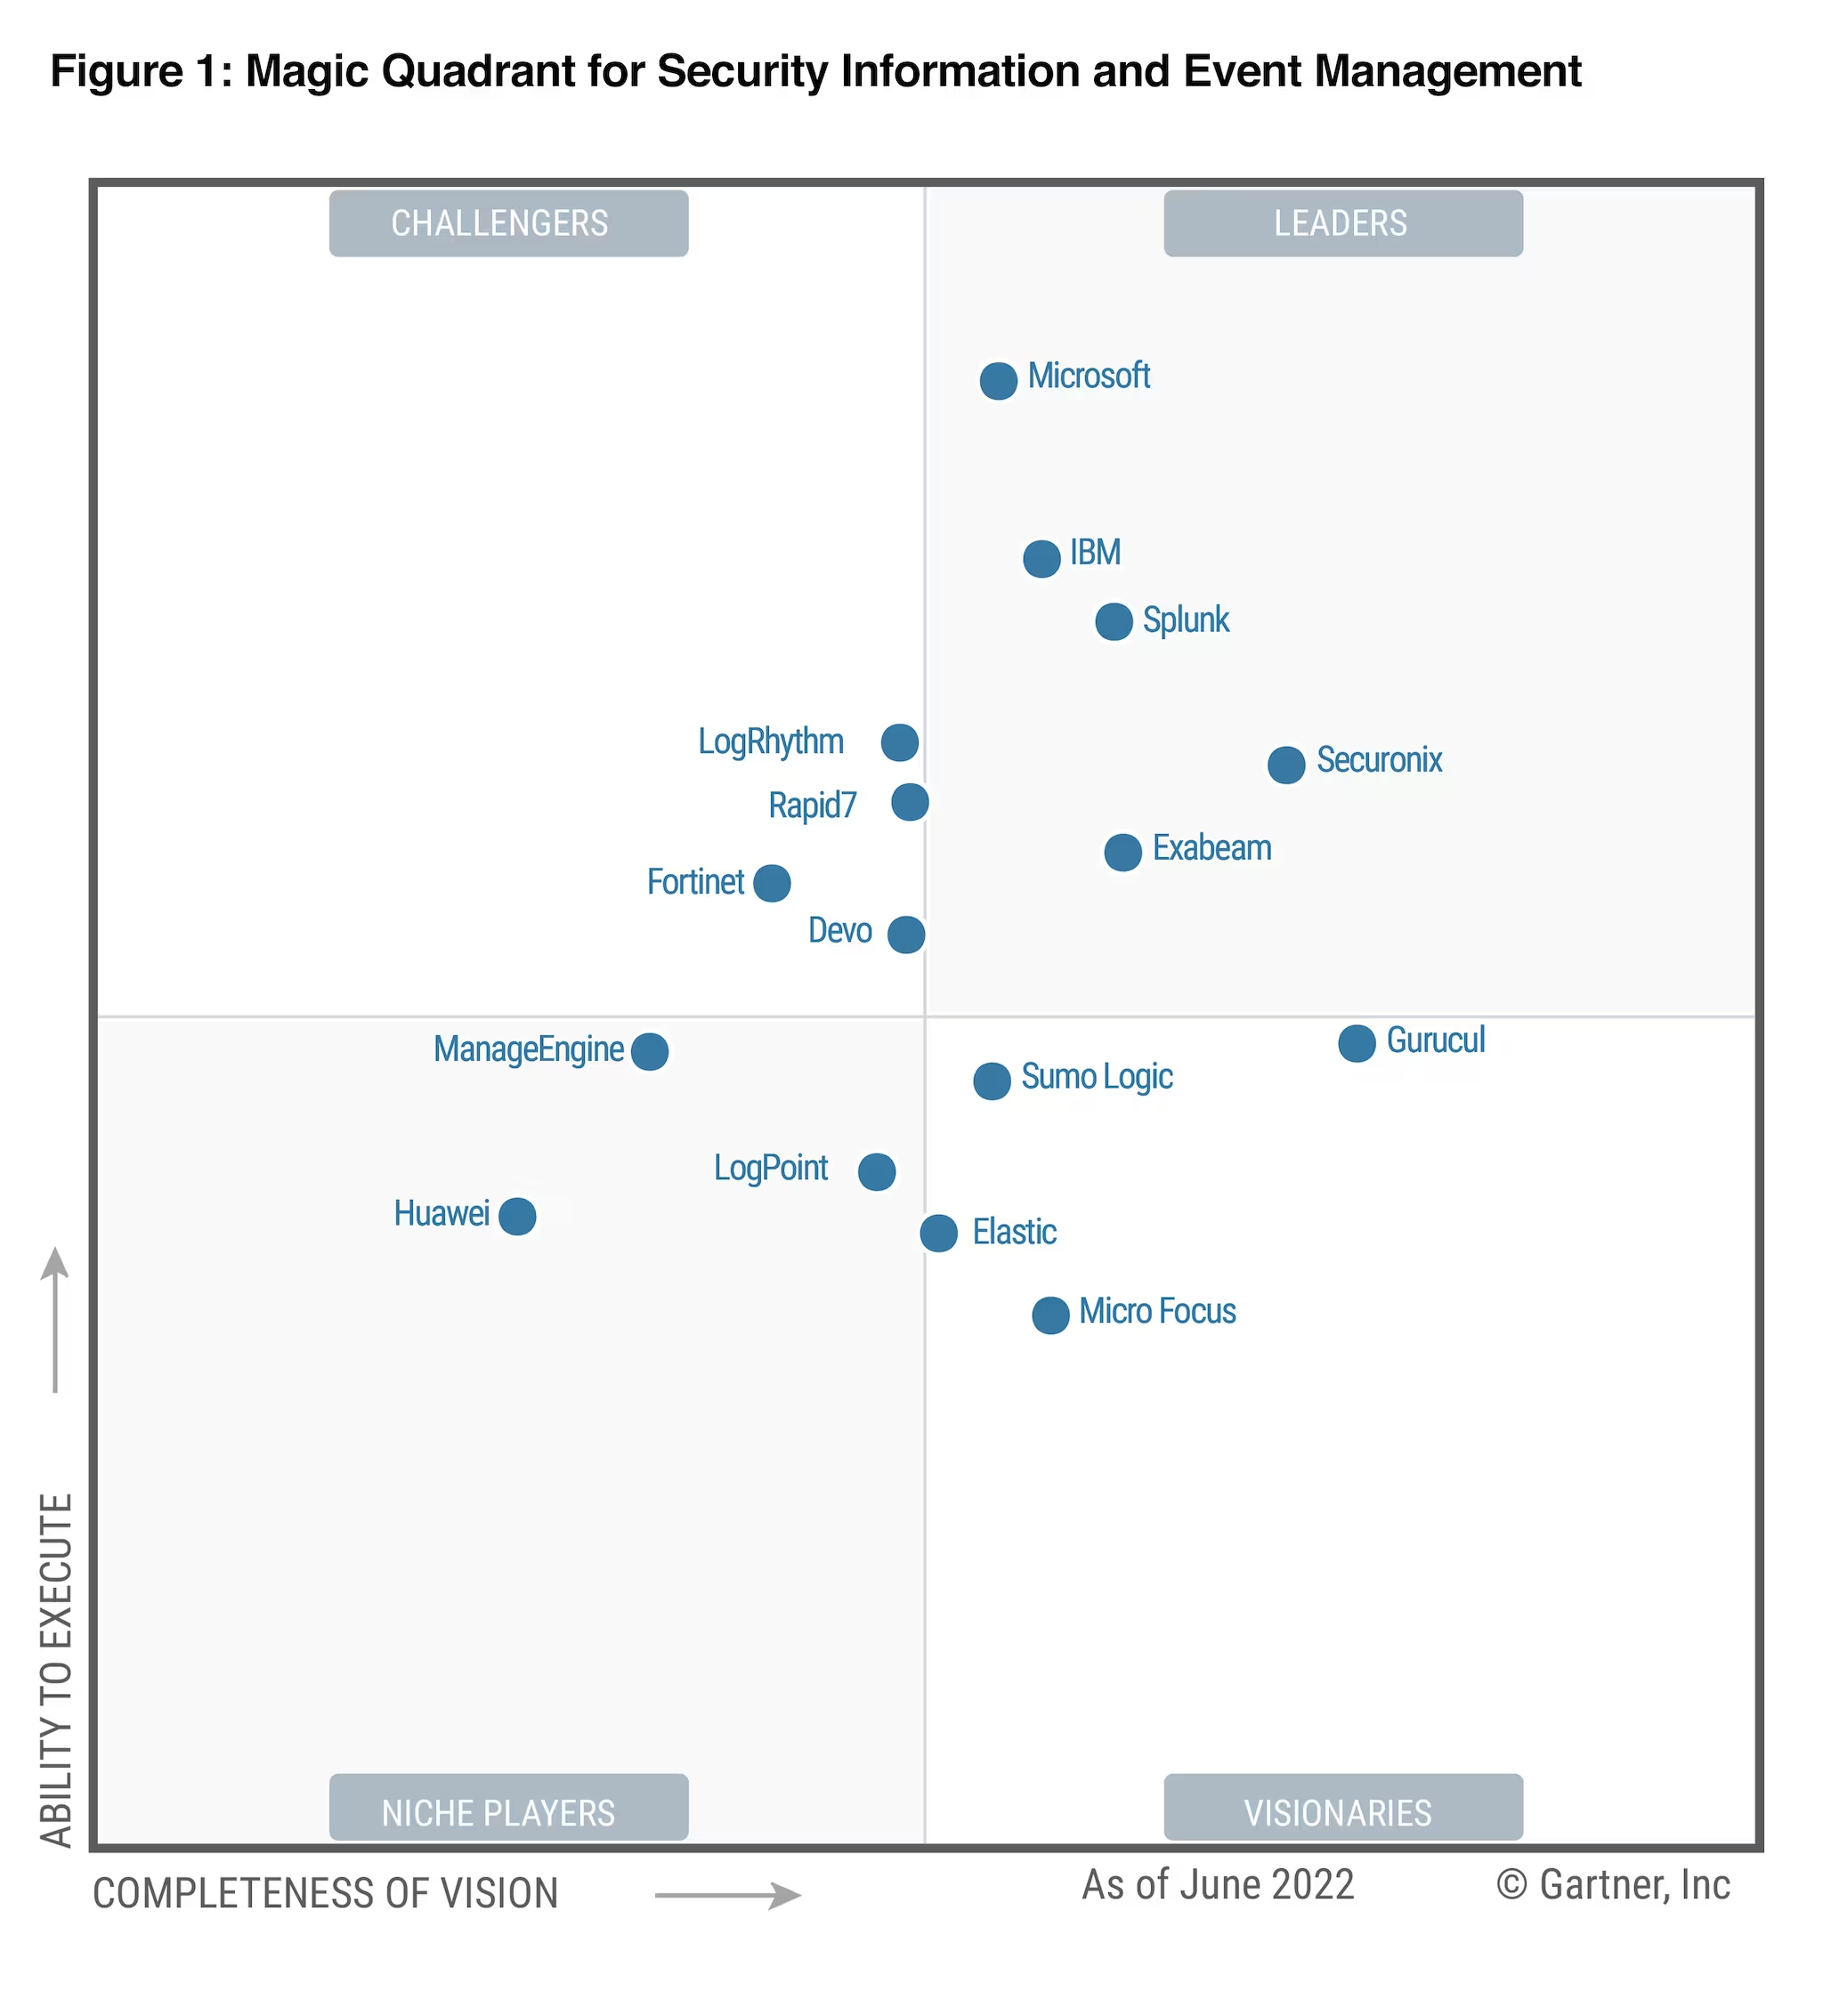 Figure 1: Magic Quadrant for Security Information and Event Management
CHALLENGERS
LEADERS
Microsoft
IBM
Splunk
LogRhythm
Securonix
Rapid7
Exabeam
Fortinet
Devo
Gurucul
ManageEngine
Sumo Logic
LogPoint
Huawei
Elastic
Micro Focus
ABILITY TO EXECUTE
NICHE PLAYERS
VISIONARIES
COMPLETENESS OF VISION
As of June 2022
© Gartner, Inc